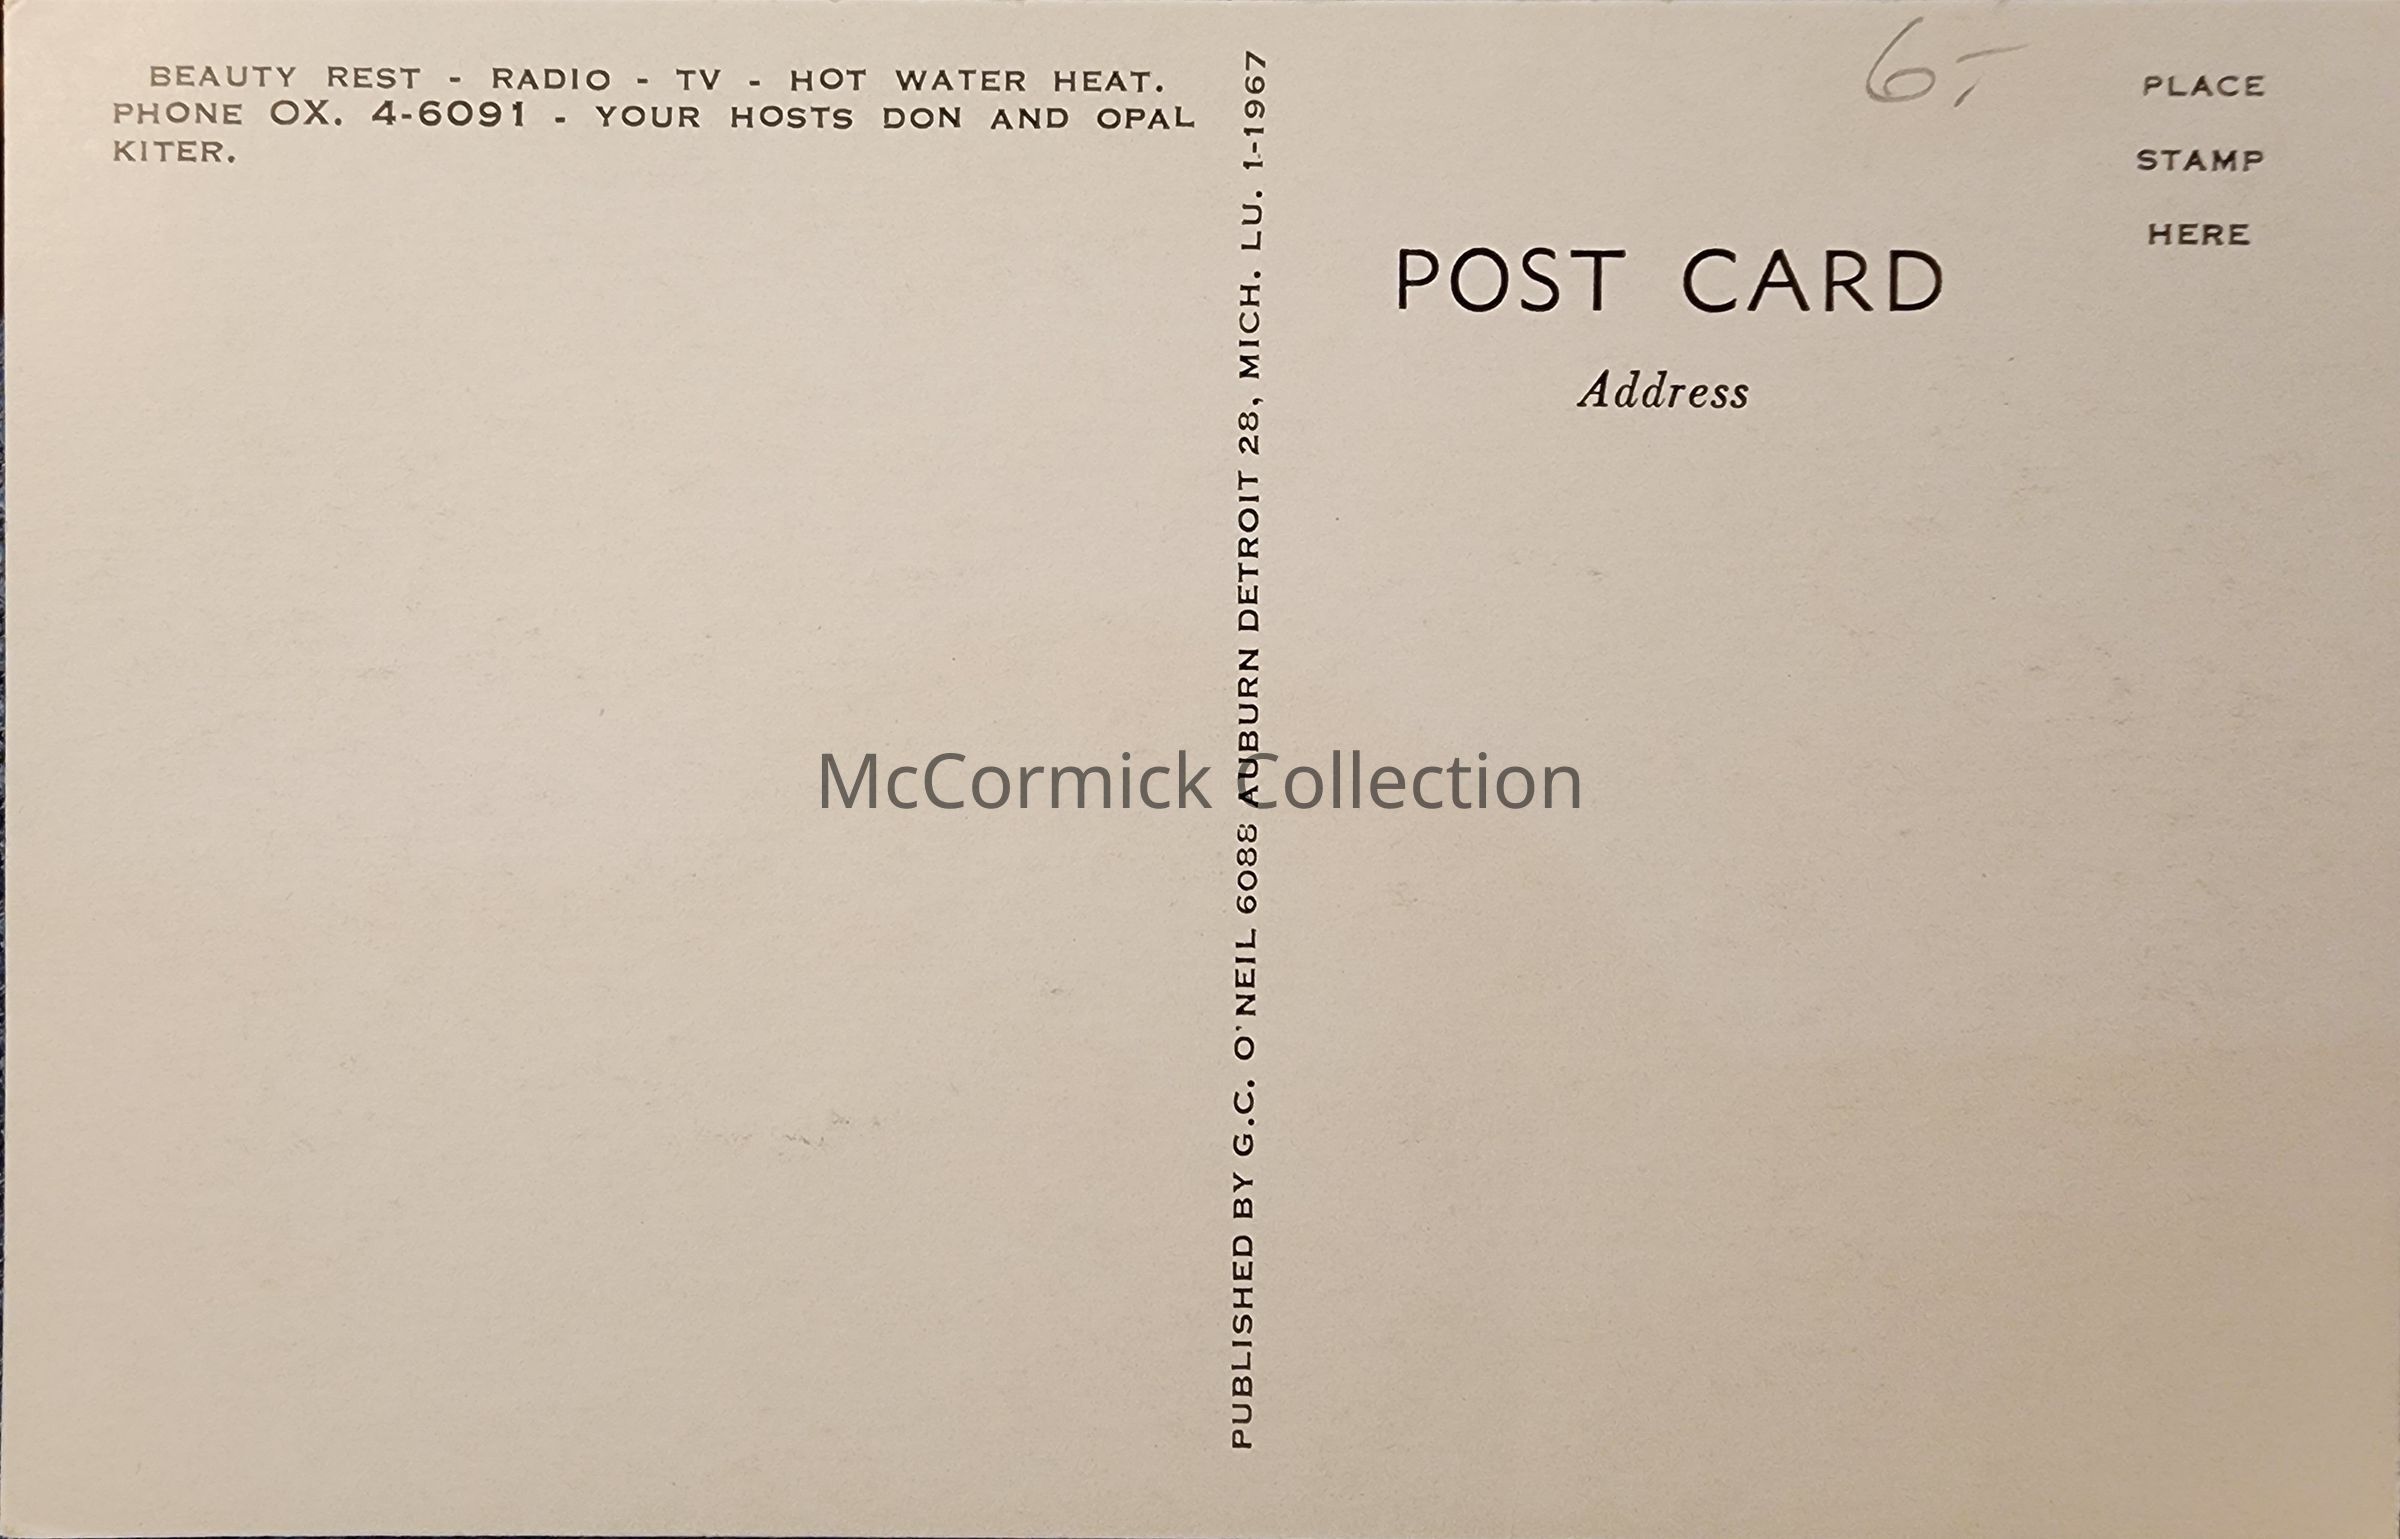 BEAUTY REST - RADIO - TV - HOT WATER HEAT.
PHONE OX. 4-6091 - YOUR HOSTS DON AND OPAL
KITER.
PUBLISHED BY G.C. O'NEIL 6088 AUBURN DETROIT 28, MICH. LU. 1-1967
6-
PLACE
STAMP
HERE
POST CARD
Address
McCormick Collection